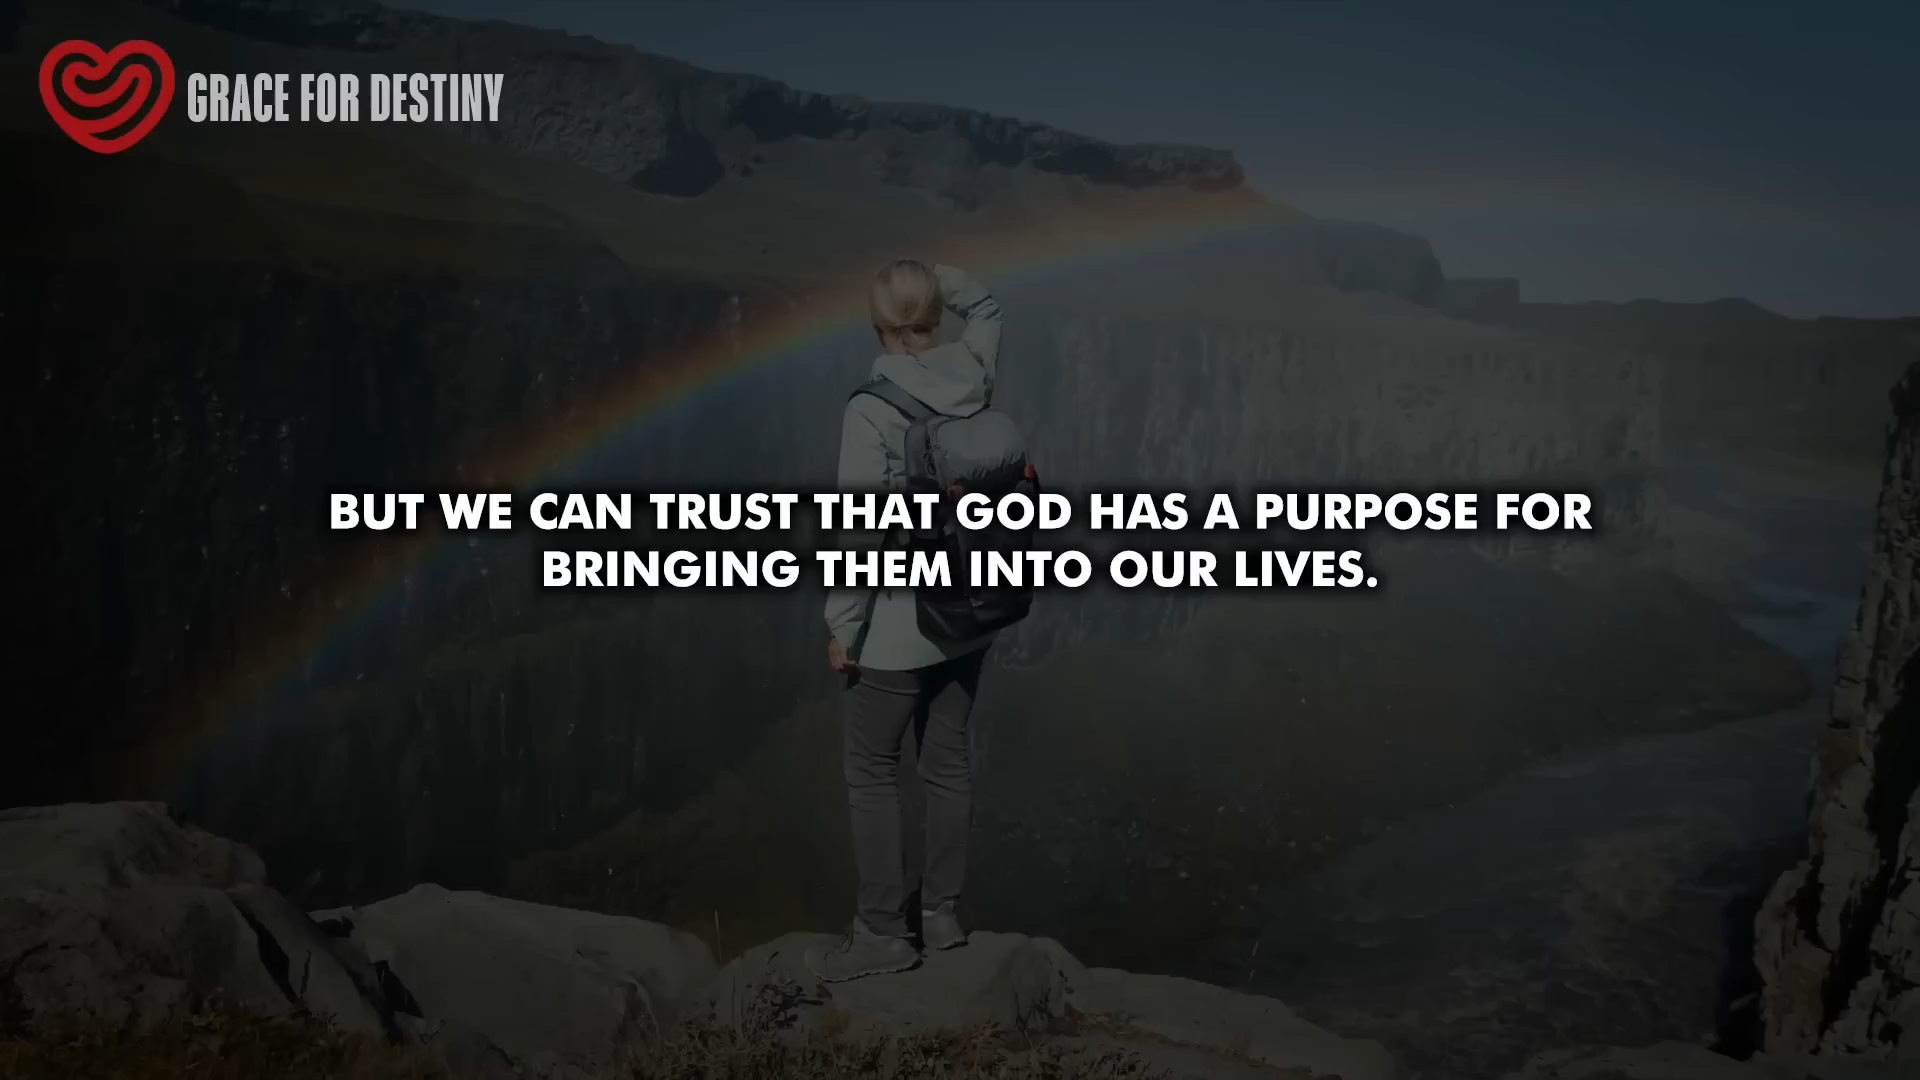 GRACE FOR DESTINY
BUT WE CAN TRUST THAT GOD HAS A PURPOSE FOR
BRINGING THEM INTO OUR LIVES.